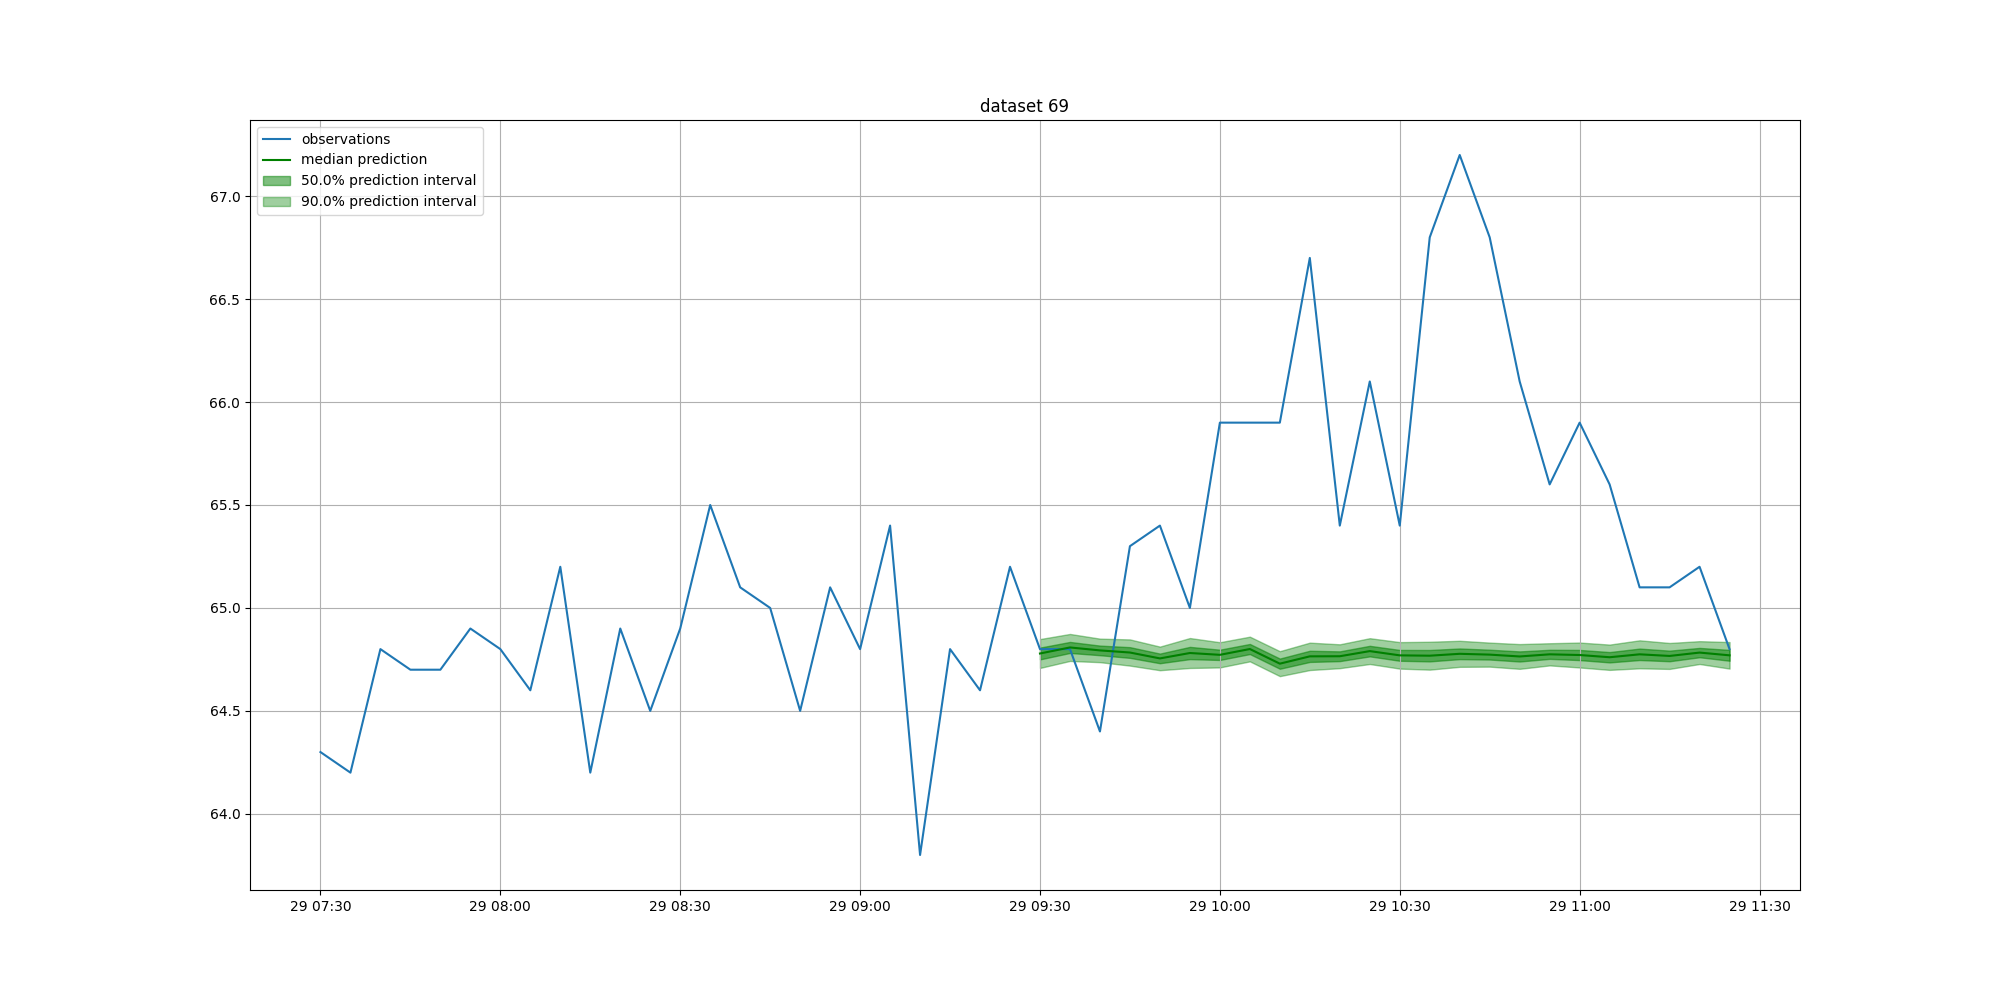 dataset 69
observations
median prediction
50.0% prediction interval
90.0% prediction interval
67.0
66.5
66.0
65.5
65.0
64.5
64.0
29 07:30 29 08:00 29 08:30 29 09:00 29 09:30 29 10:00 29 10:30 29 11:00 29 11:30